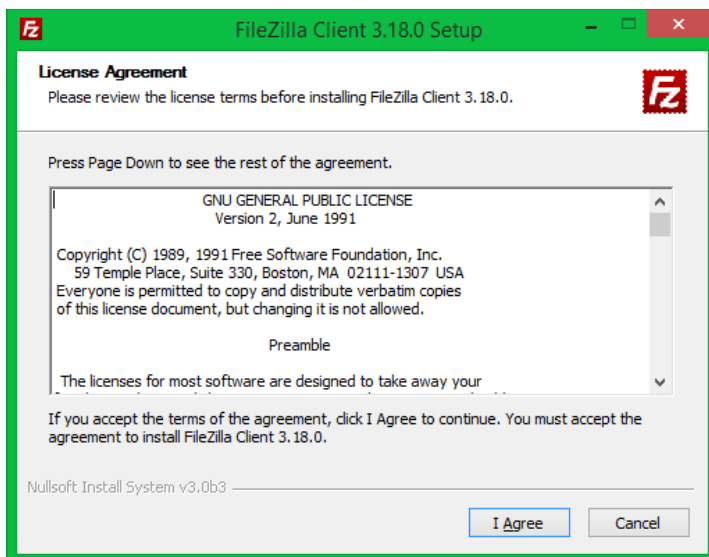 Fz
FileZilla Client 3.18.0 Setup
License Agreement
Please review the license terms before installing FileZilla Client 3.18.0.
Fz
Press Page Down to see the rest of the agreement.
GNU GENERAL PUBLIC LICENSE
Version 2, June 1991
Copyright (C) 1989, 1991 Free Software Foundation, Inc.
59 Temple Place, Suite 330, Boston, MA 02111-1307 USA
Everyone is permitted to copy and distribute verbatim copies
of this license document, but changing it is not allowed.
Preamble
The licenses for most software are designed to take away your
If you accept the terms of the agreement, click I Agree to continue. You must accept the
agreement to install FileZilla Client 3.18.0.
Nullsoft Install System v3.0b3
I Agree
Cancel